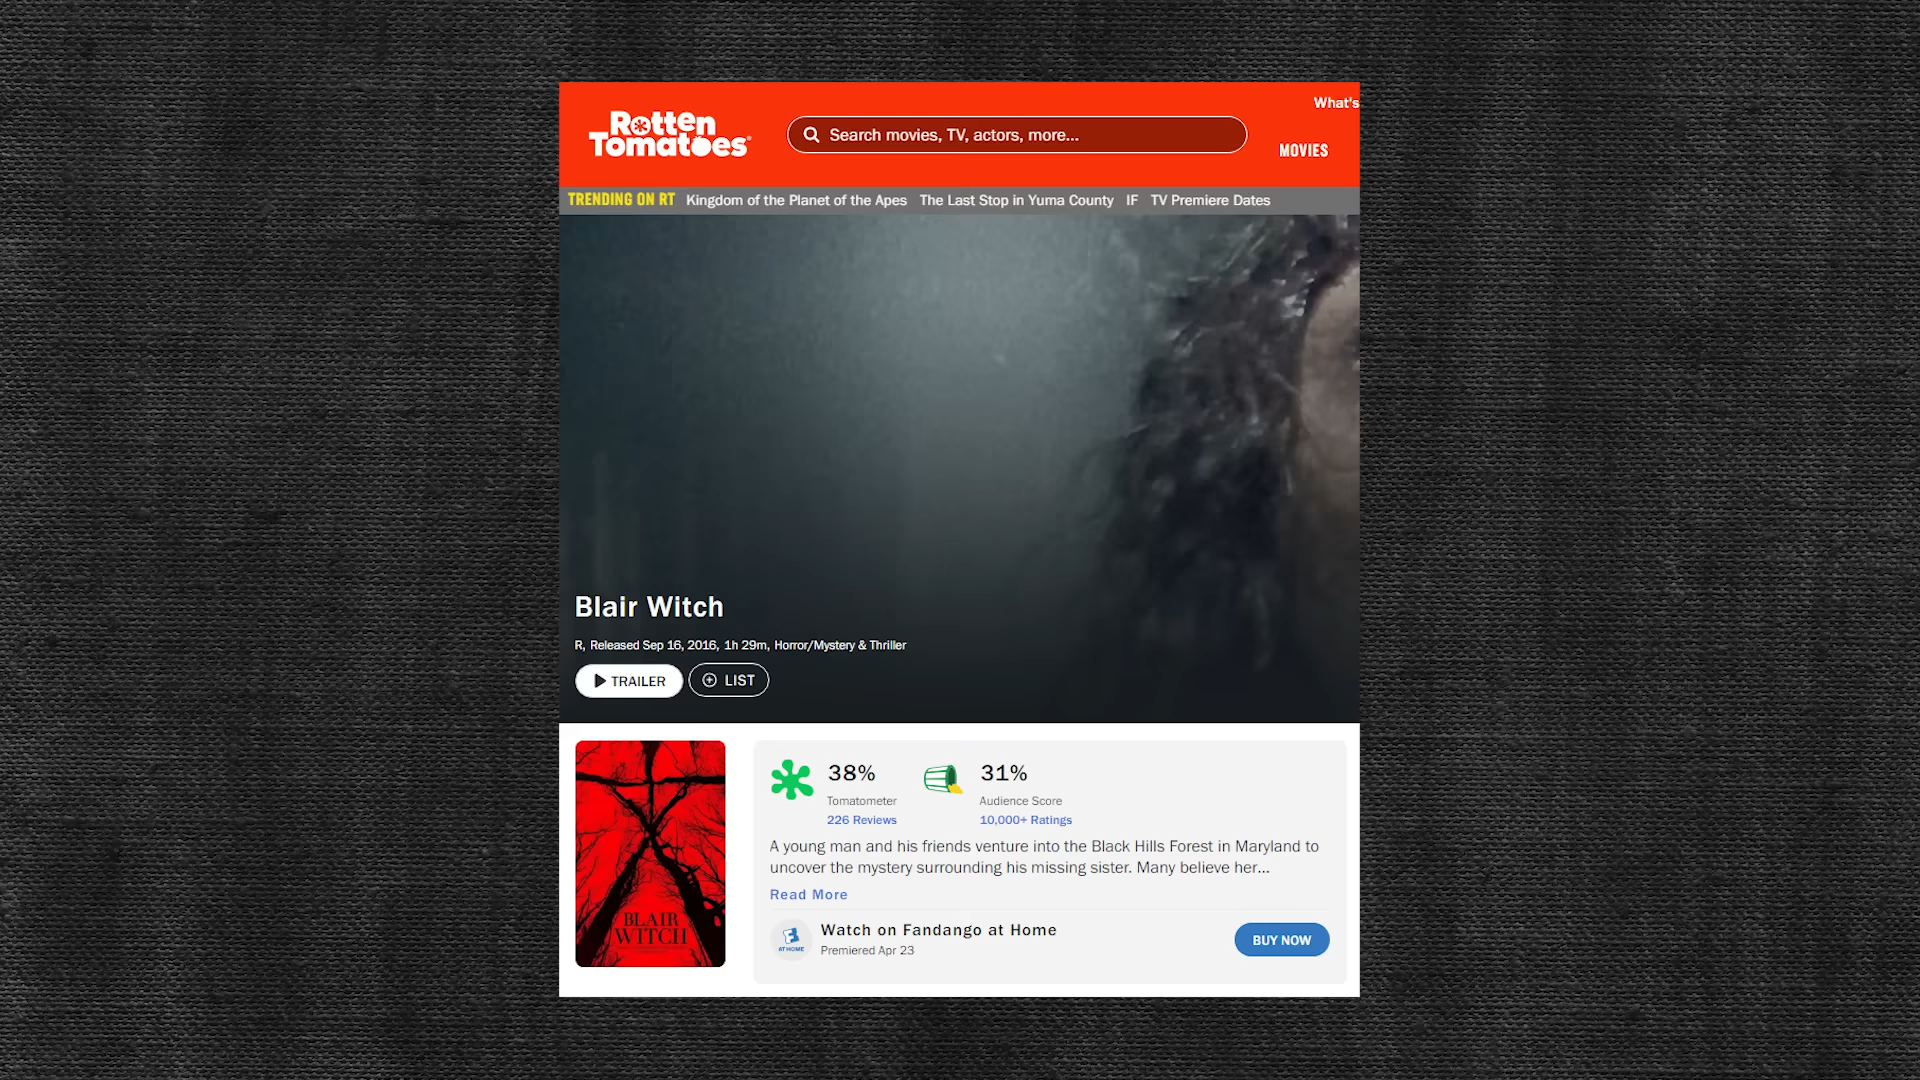 What's
Rotten
Tomatoes
Search movies, TV, actors, more...
MOVIES
TRENDING ON RT Kingdom of the Planet of the Apes The Last Stop in Yuma County IF TV Premiere Dates
Blair Witch
R, Released Sep 16, 2016, 1h 29m, Horror/Mystery & Thriller
TRAILER LIST
BLAIR
WITCH
38% 31%
Tomatometer Audience Score
226 Reviews 10,000+ Ratings
A young man and his friends venture into the Black Hills Forest in Maryland to
uncover the mystery surrounding his missing sister. Many believe her...
Read More
AT HOME
Watch on Fandango at Home
Premiered Apr 23
BUY NOW